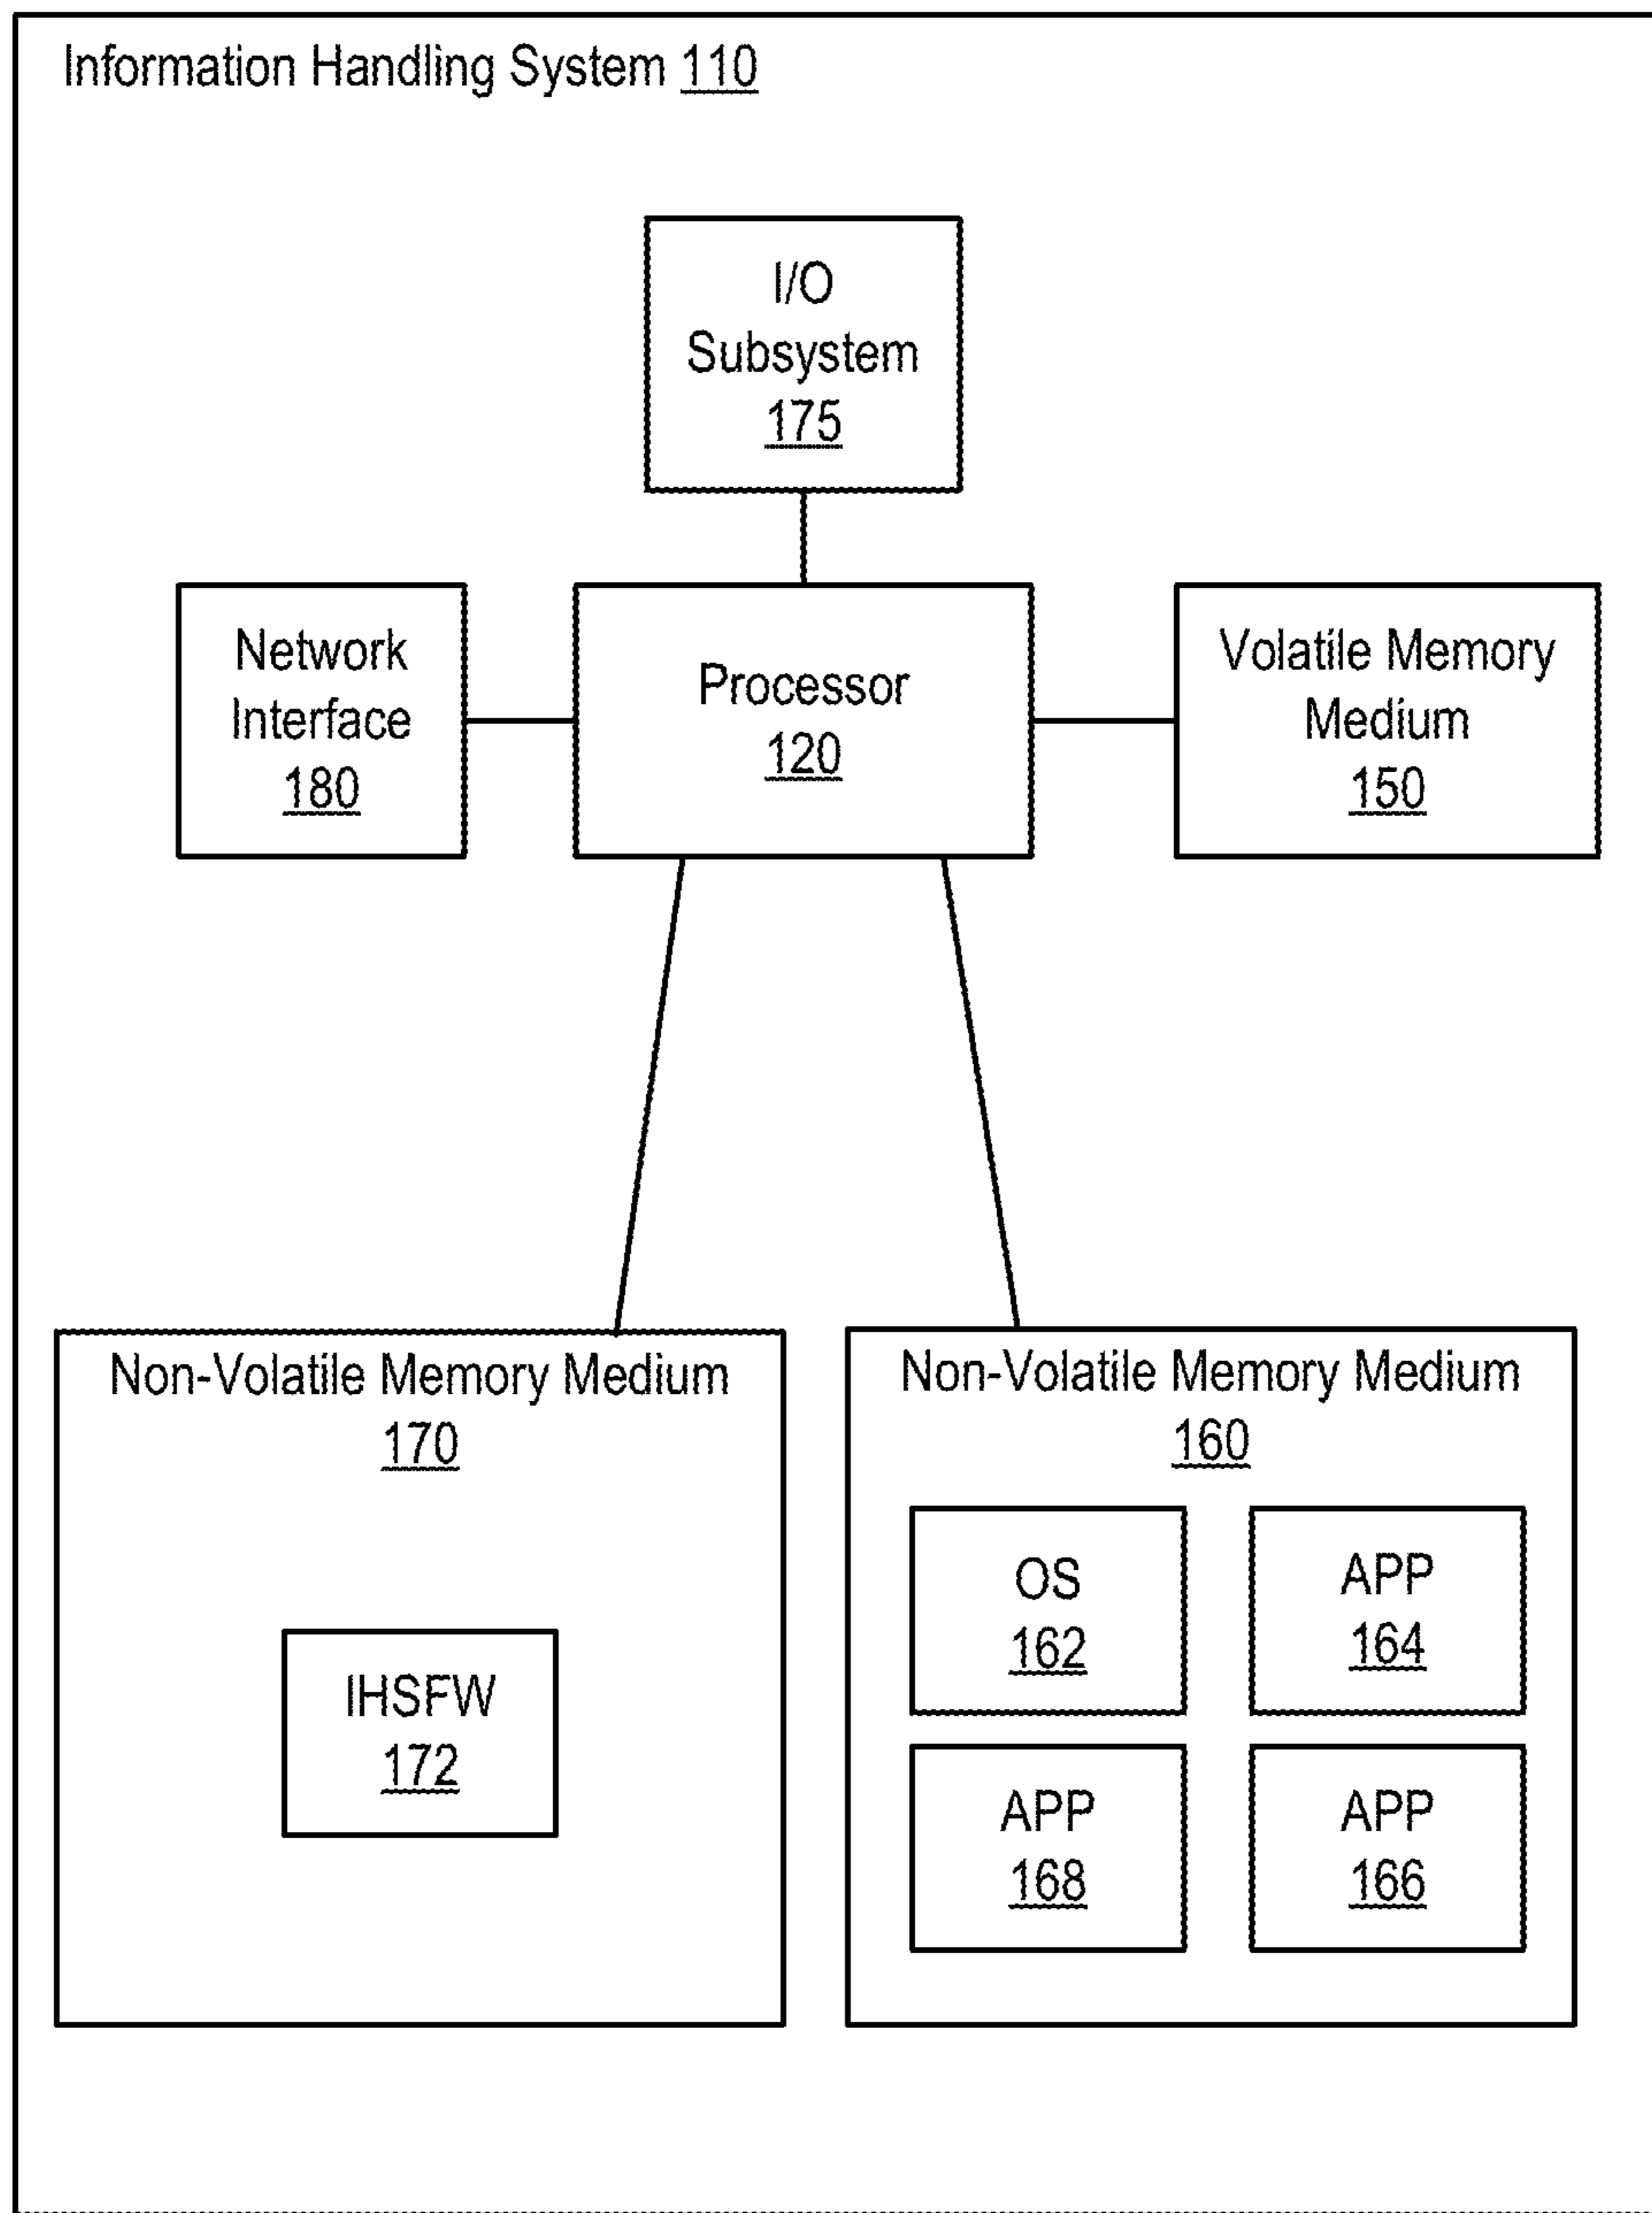 Information Handling System 110
I/O
Subsystem
175
Network
Interface
180
Processor
120
Volatile Memory
Medium
150
Non-Volatile Memory Medium
170
IHSFW
172
Non-Volatile Memory Medium
160
OS
162
APP
164
APP
168
APP
166